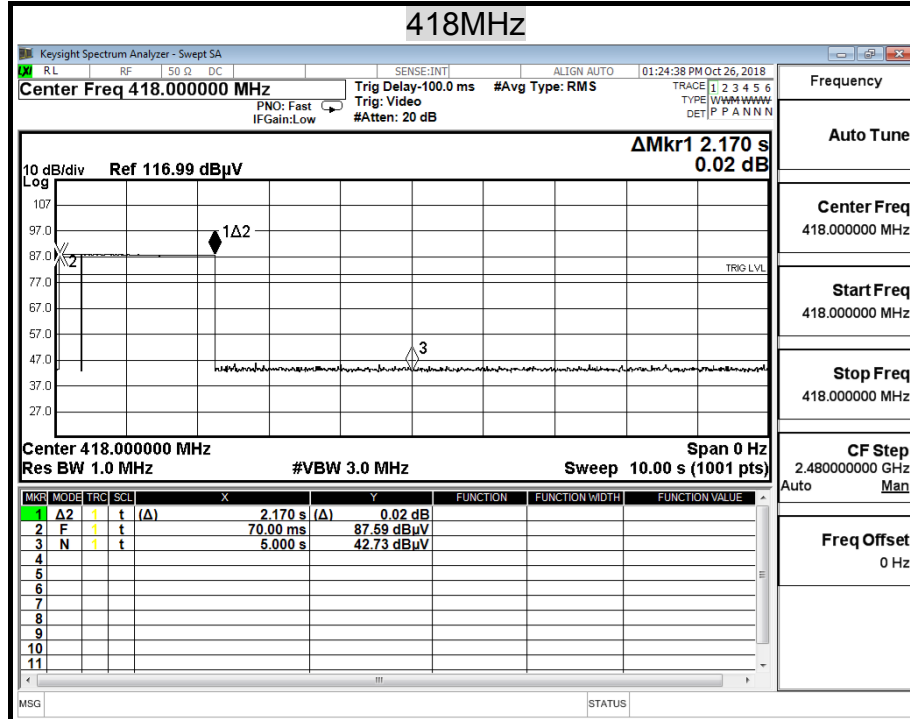 418MHz
Keysight Spectrum Analyzer - Swept SA
LXI RL RF 50 Ω DC SENSE:INT ALIGN AUTO 01:24:38 PM Oct 26, 2018
Center Freq 418.000000 MHz
PNO: Fast
IFGain:Low
Trig Delay-100.0 ms
Trig: Video
#Atten: 20 dB
#Avg Type: RMS
TRACE 1 2 3 4 5 6
TYPE WWMWWWW
DET P P A N N N
ΔMkr1 2.170 s
0.02 dB
10 dB/div Ref 116.99 dBµV
Log
107
97.0
87.0
77.0
67.0
57.0
47.0
37.0
27.0
1Δ2
2
TRIG LVL
3
Center 418.000000 MHz Span 0 Hz
Res BW 1.0 MHz #VBW 3.0 MHz Sweep 10.00 s (1001 pts)
MKR MODE TRC SCL X Y FUNCTION FUNCTION WIDTH FUNCTION VALUE
1 Δ2 1 t (Δ) 2.170 s (Δ) 0.02 dB
2 F 1 t 70.00 ms 87.59 dBuV
3 N 1 t 5.000 s 42.73 dBuV
4
5
6
7
8
9
10
11
MSG STATUS
Frequency
Auto Tune
Center Freq
418.000000 MHz
Start Freq
418.000000 MHz
Stop Freq
418.000000 MHz
CF Step
2.480000000 GHz
Auto Man
Freq Offset
0 Hz